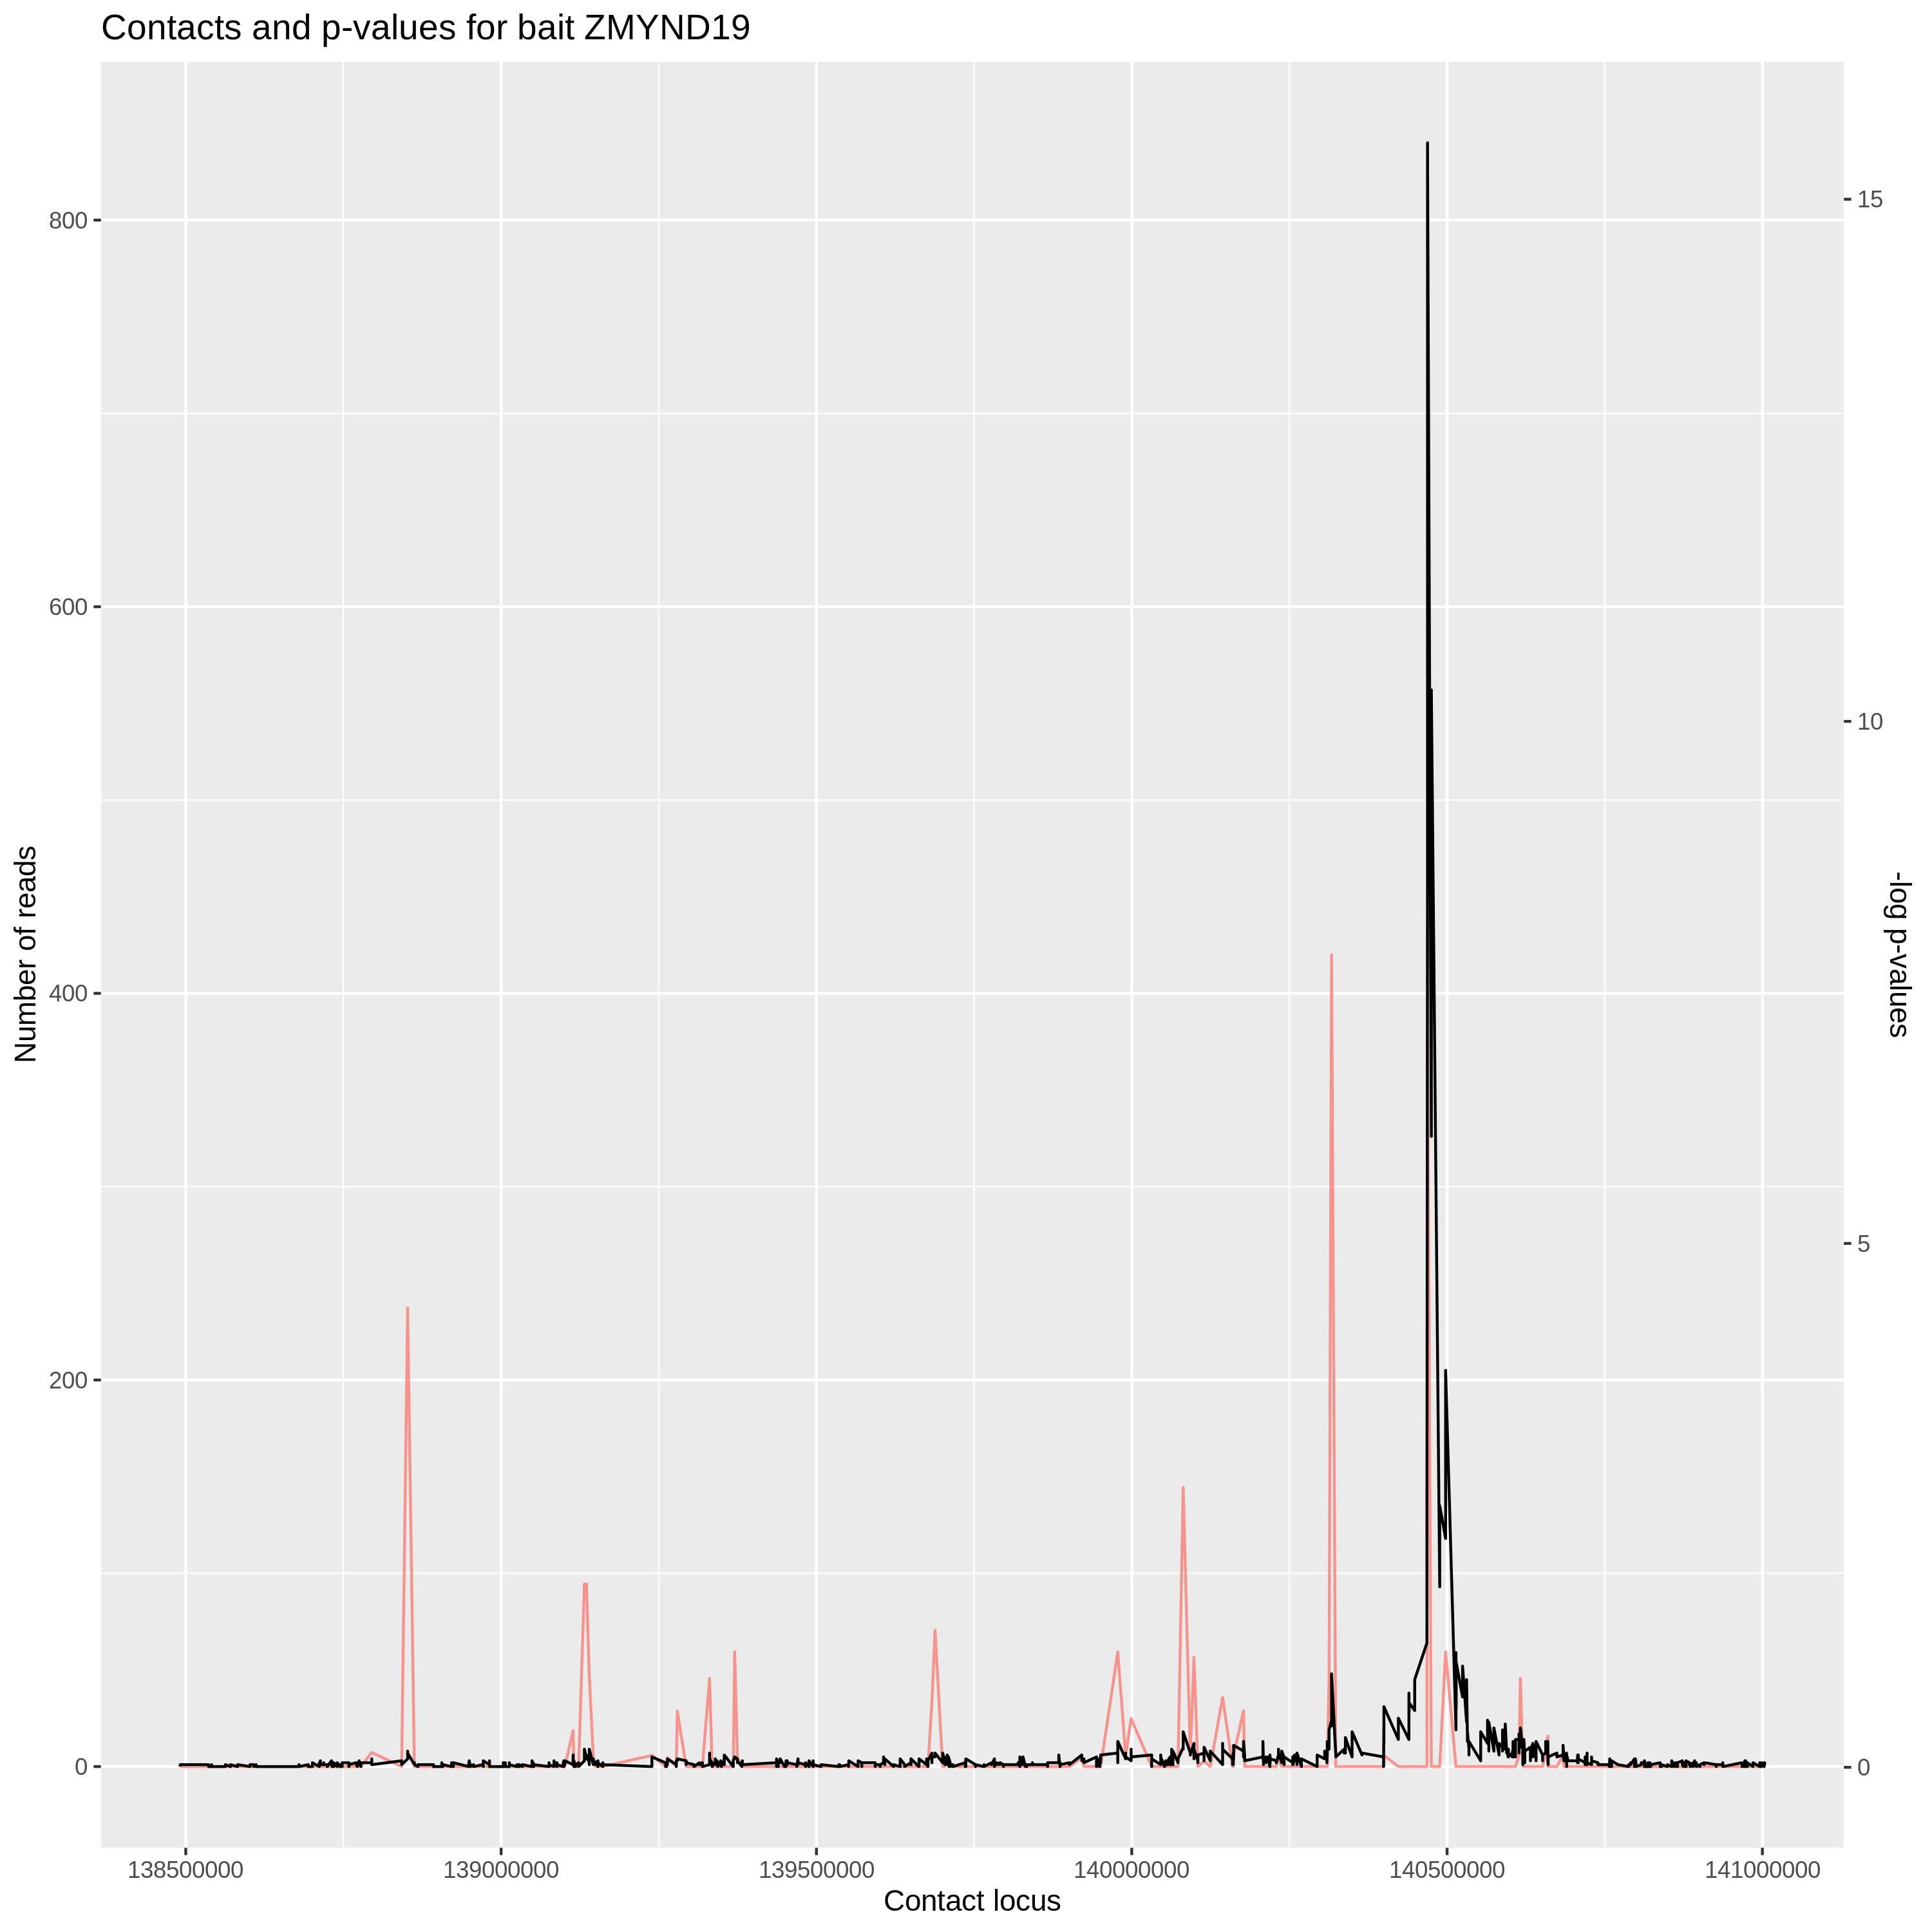 Contacts and p-values for bait ZMYND19
800
600
400
200
0
Number of reads
15
10
5
0
-log p-values
138500000 139000000 139500000 140000000 140500000 141000000
Contact locus